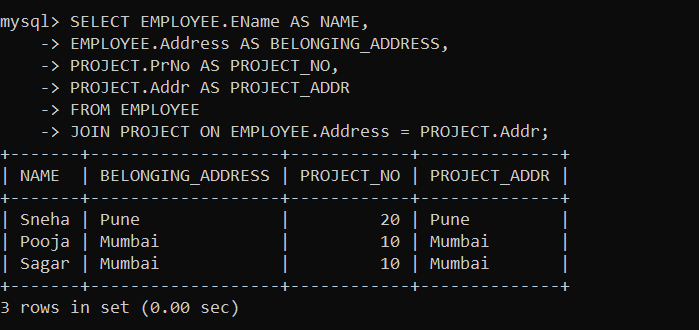 mysql> SELECT EMPLOYEE.EName AS NAME,
    -> EMPLOYEE.Address AS BELONGING_ADDRESS,
    -> PROJECT.PrNo AS PROJECT_NO,
    -> PROJECT.Addr AS PROJECT_ADDR
    -> FROM EMPLOYEE
    -> JOIN PROJECT ON EMPLOYEE.Address = PROJECT.Addr;
+-------+-------------------+------------+--------------+
| NAME  | BELONGING_ADDRESS | PROJECT_NO | PROJECT_ADDR |
+-------+-------------------+------------+--------------+
| Sneha | Pune              |         20 | Pune         |
| Pooja | Mumbai            |         10 | Mumbai       |
| Sagar | Mumbai            |         10 | Mumbai       |
+-------+-------------------+------------+--------------+
3 rows in set (0.00 sec)